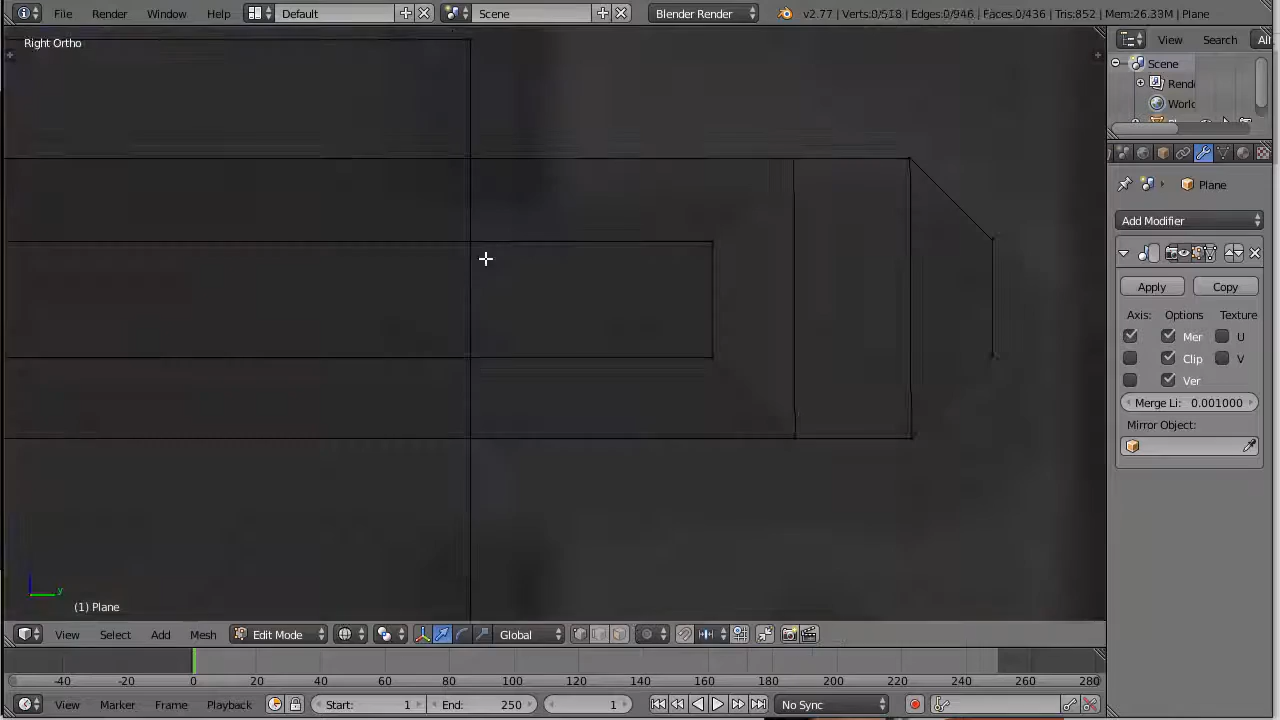 File Render Window Help Default Scene Blender Render v2.77 | Verts:0/518 | Edges:0/946 | Faces:0/436 | Tris:852 | Mem:26.39M | Plane
Right Ortho
View Search All
Scene
Rende
World
Plane
Add Modifier
Apply Copy
Axis: Options Texture
Mer U
Clip V
Ver
Merge Li: 0.001000
Mirror Object:
y
(1) Plane
View Select Add Mesh Edit Mode Global
-40 -20 0 20 40 60 80 100 120 140 160 180 200 220 240 260 280
View Marker Frame Playback Start: 1 End: 250 1 No Sync